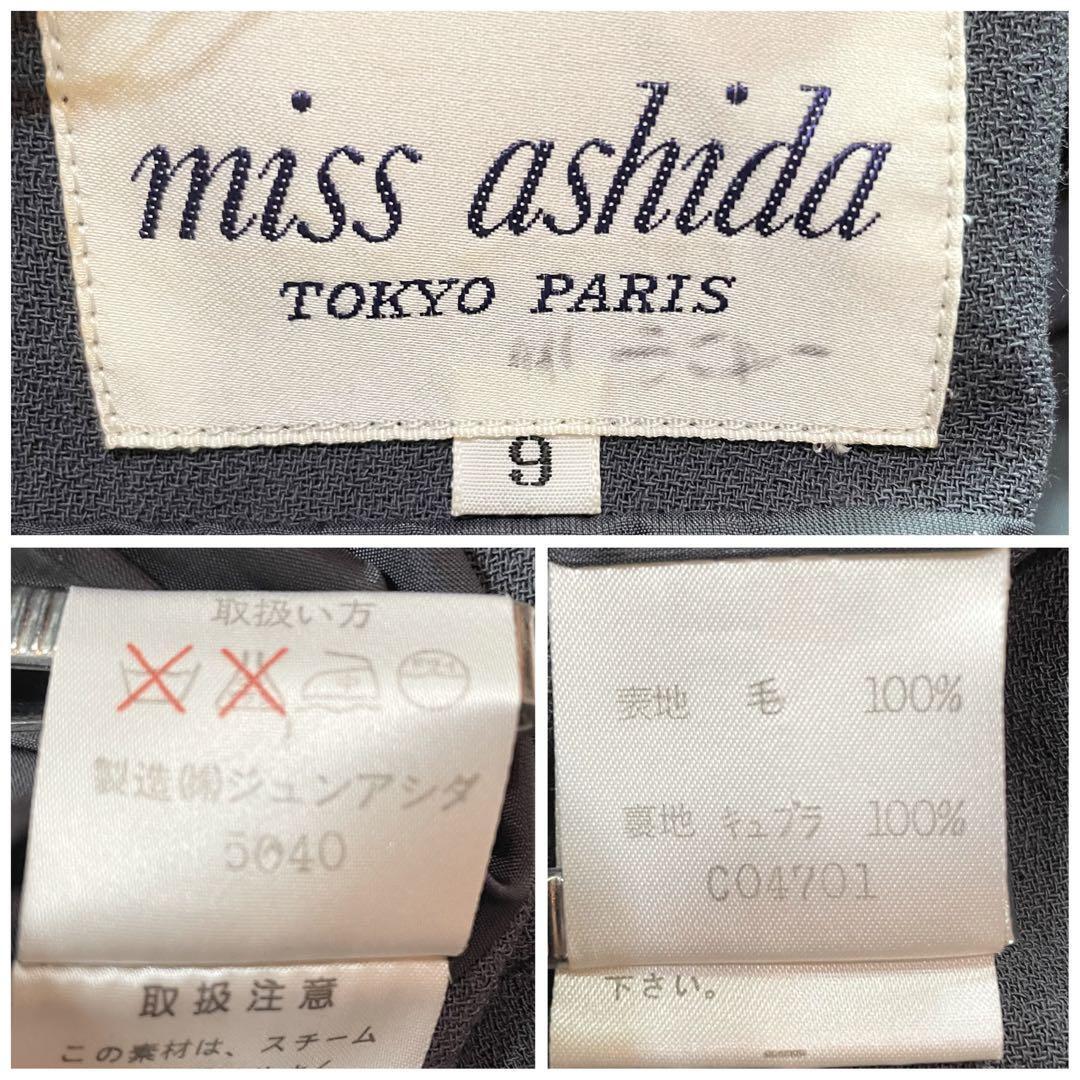 miss ashida
TOKYO PARIS
9
取扱い方
製造㈱ジュンアシダ
5040
取扱注意
この素材は、スチーム
表地 毛 100%
裏地 キュプラ 100%
C04701
下さい。